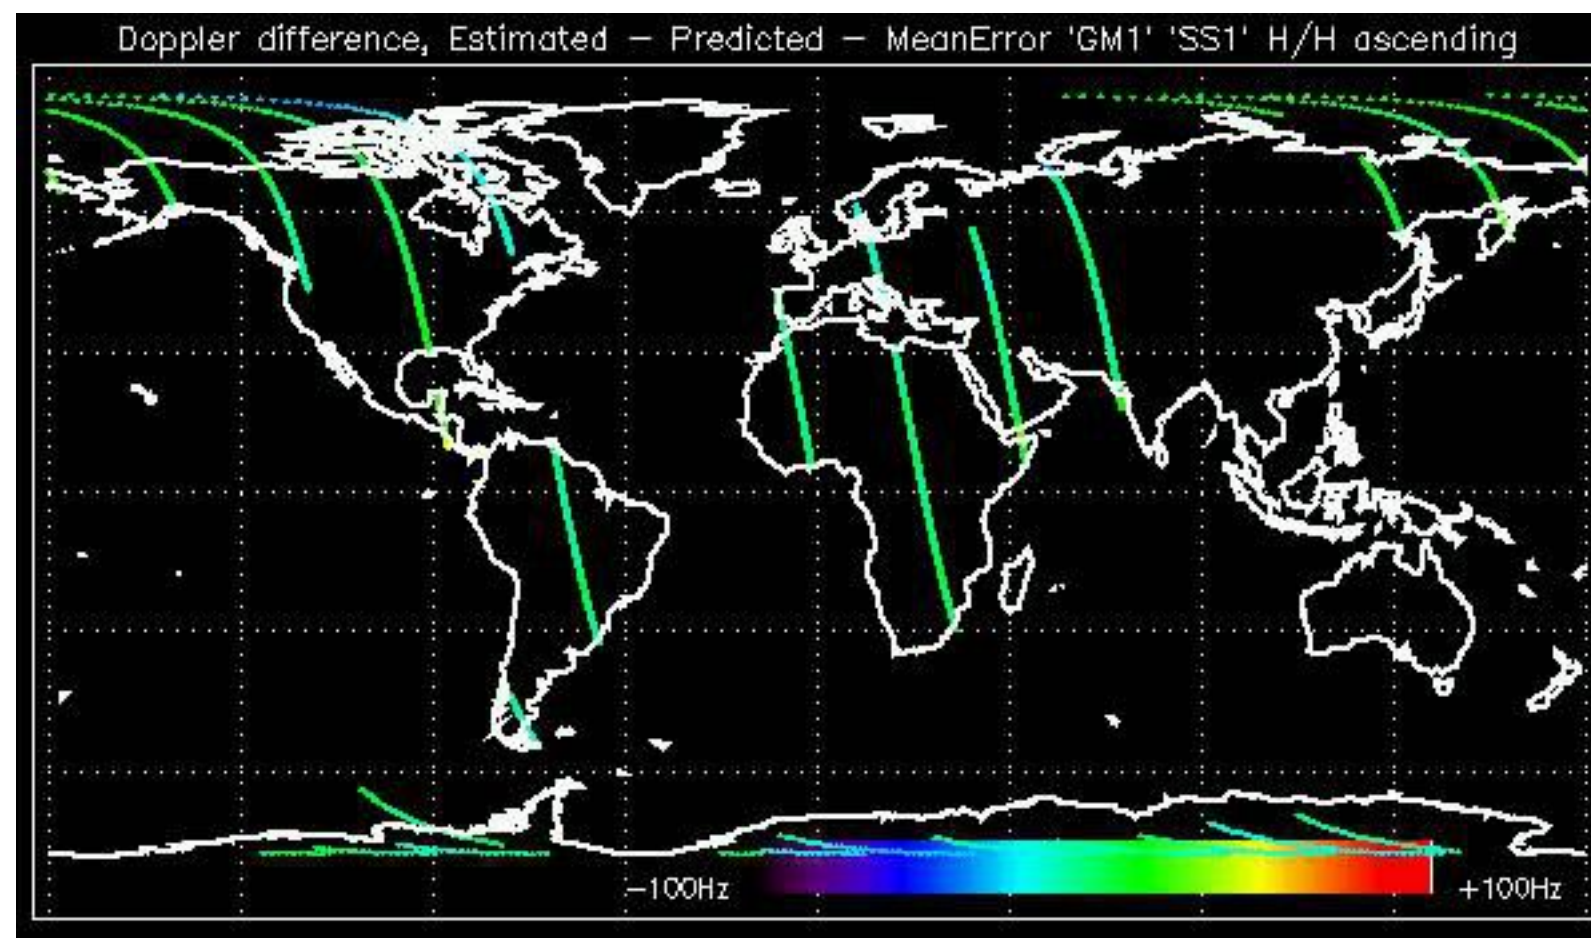 Doppler difference, Estimated – Predicted – MeanError 'GM1' 'SS1' H/H ascending
–100Hz +100Hz